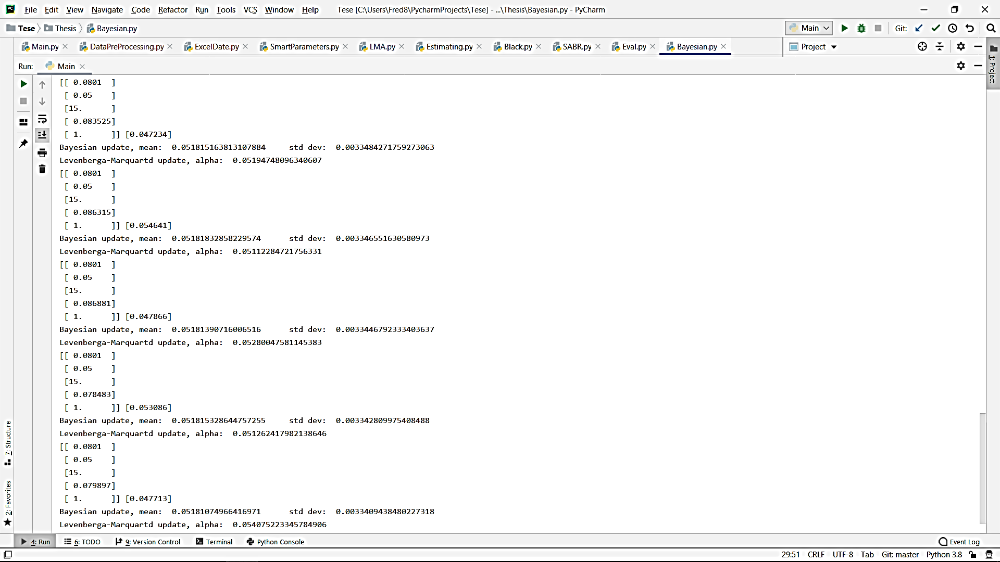 File Edit View Navigate Code Refactor Run Tools VCS Window Help Tese [C:\Users\Fred8\PycharmProjects\Tese] - ...\Thesis\Bayesian.py - PyCharm
Tese Thesis Bayesian.py Main Git:
Main.py DataPreProcessing.py ExcelDate.py SmartParameters.py LMA.py Estimating.py Black.py SABR.py Eval.py Bayesian.py Project
Run: Main
1: Project
[[ 0.0801  ]
[ 0.05    ]
[15.      ]
[ 0.083525]
[ 1.      ]] [0.047234]
Bayesian update, mean:  0.051815163813107884     std dev:  0.0033484271759273063
Levenberga-Marquartd update, alpha:  0.05194748096340607
[[ 0.0801  ]
[ 0.05    ]
[15.      ]
[ 0.086315]
[ 1.      ]] [0.054641]
Bayesian update, mean:  0.05181832858229574      std dev:  0.003346551630580973
Levenberga-Marquartd update, alpha:  0.05112284721756331
[[ 0.0801  ]
[ 0.05    ]
[15.      ]
[ 0.086881]
[ 1.      ]] [0.047866]
Bayesian update, mean:  0.05181390716006516      std dev:  0.0033446792333403637
Levenberga-Marquartd update, alpha:  0.05280047581145383
[[ 0.0801  ]
[ 0.05    ]
[15.      ]
[ 0.078483]
[ 1.      ]] [0.053086]
Bayesian update, mean:  0.051815328644757255     std dev:  0.003342809975408488
Levenberga-Marquartd update, alpha:  0.051262417982138646
[[ 0.0801  ]
[ 0.05    ]
[15.      ]
[ 0.079897]
[ 1.      ]] [0.047713]
Bayesian update, mean:  0.05181074966416971      std dev:  0.0033409438480227318
Levenberga-Marquartd update, alpha:  0.054075223345784906
7: Structure
2: Favorites
4: Run 6: TODO 9: Version Control Terminal Python Console Event Log
29:51 CRLF UTF-8 Tab Git: master Python 3.8